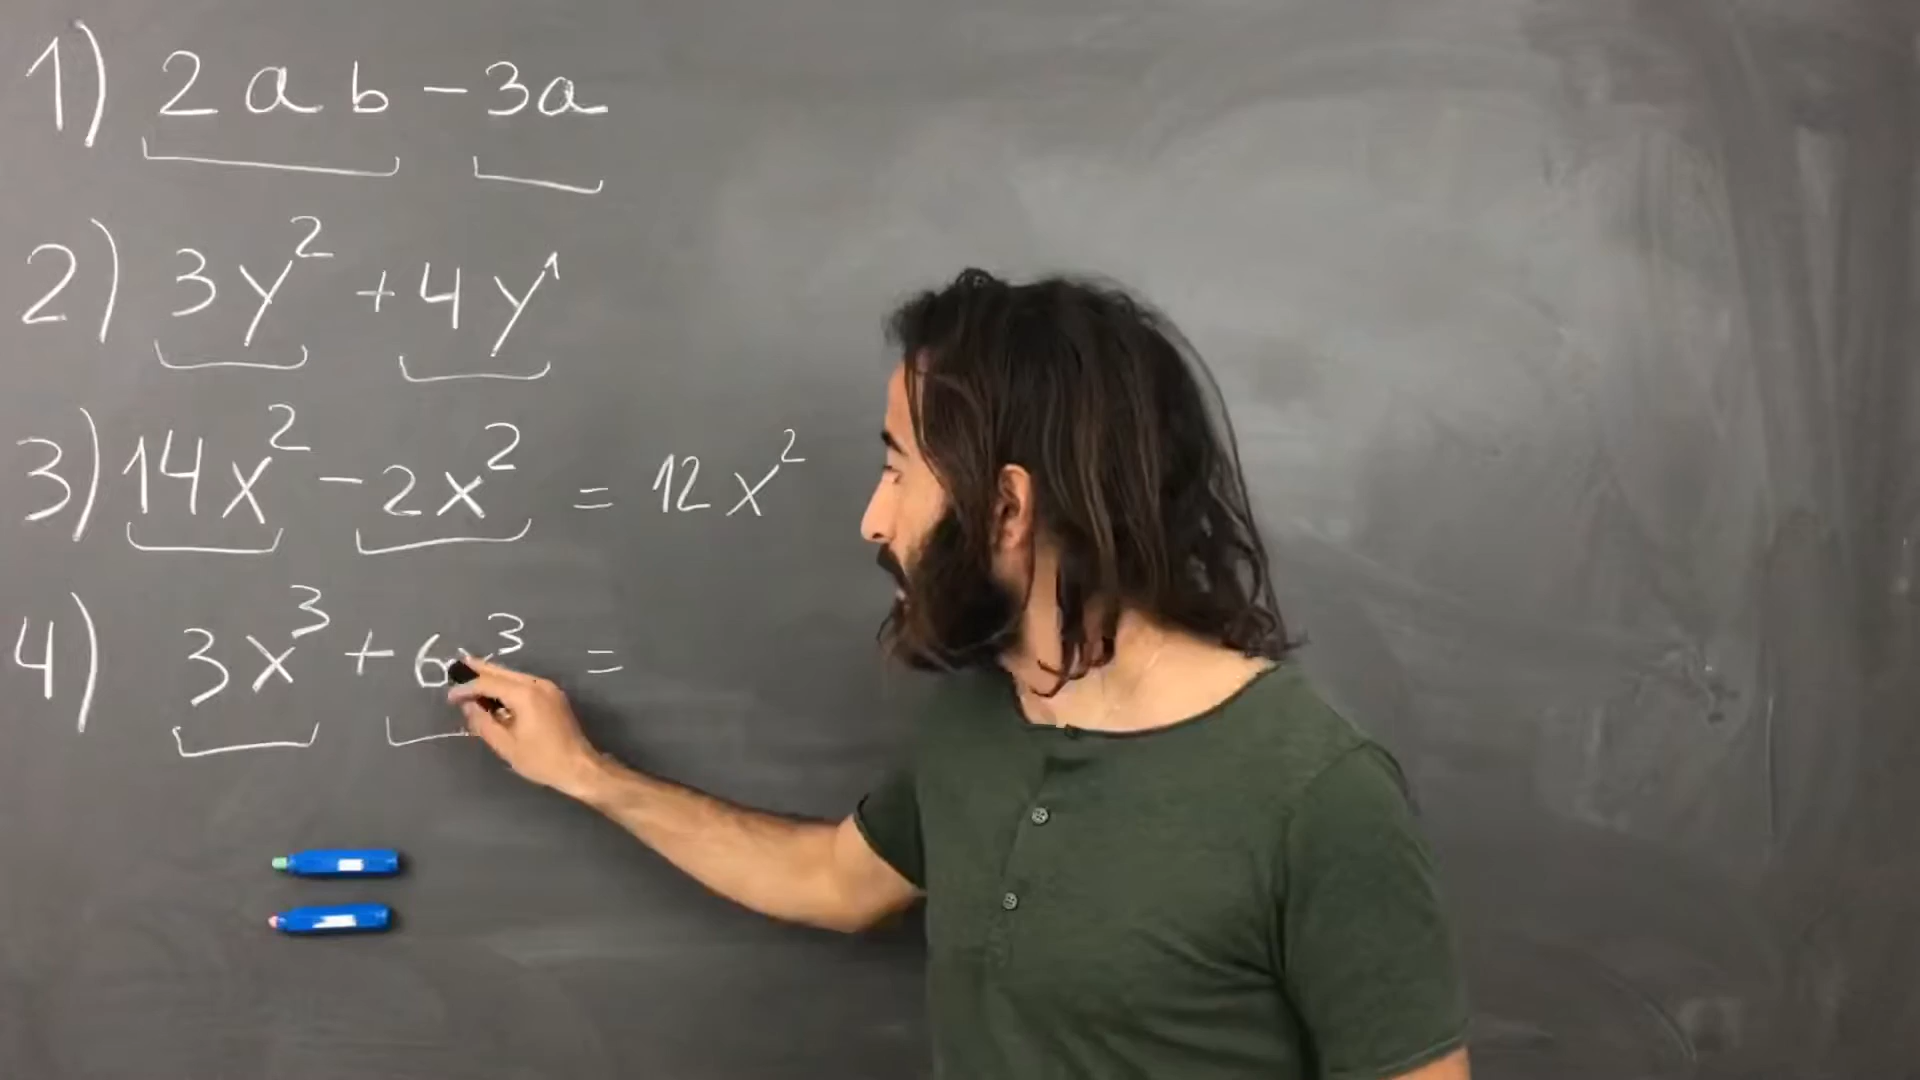 1) 2ab - 3a
2) 3y² + 4y¹
3) 14x² - 2x² = 12x²
4) 3x³ + 6x³ =